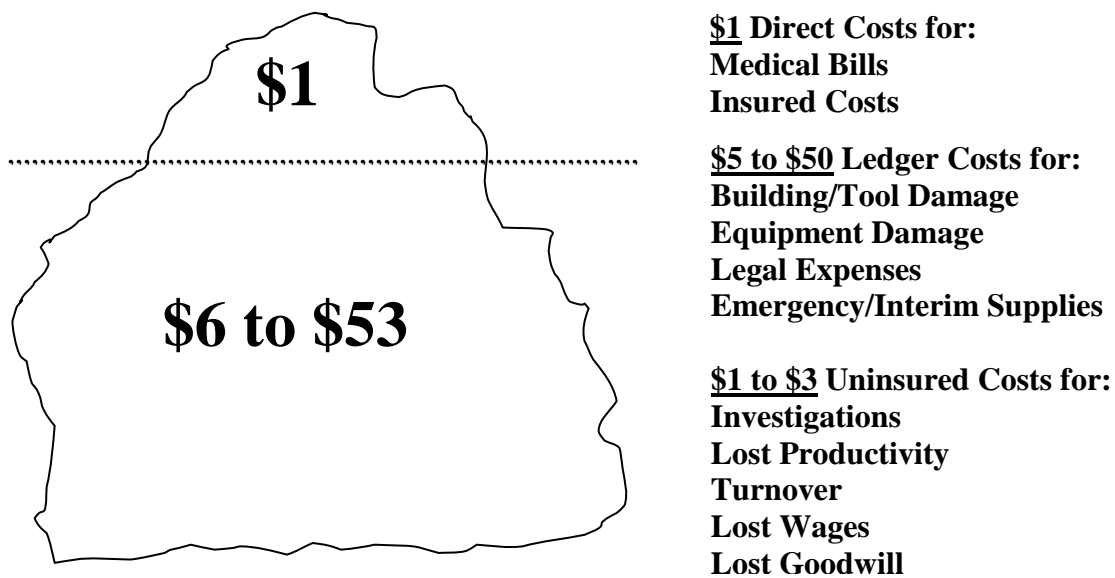 $1
$6 to $53
$1 Direct Costs for:
Medical Bills
Insured Costs
$5 to $50 Ledger Costs for:
Building/Tool Damage
Equipment Damage
Legal Expenses
Emergency/Interim Supplies
$1 to $3 Uninsured Costs for:
Investigations
Lost Productivity
Turnover
Lost Wages
Lost Goodwill